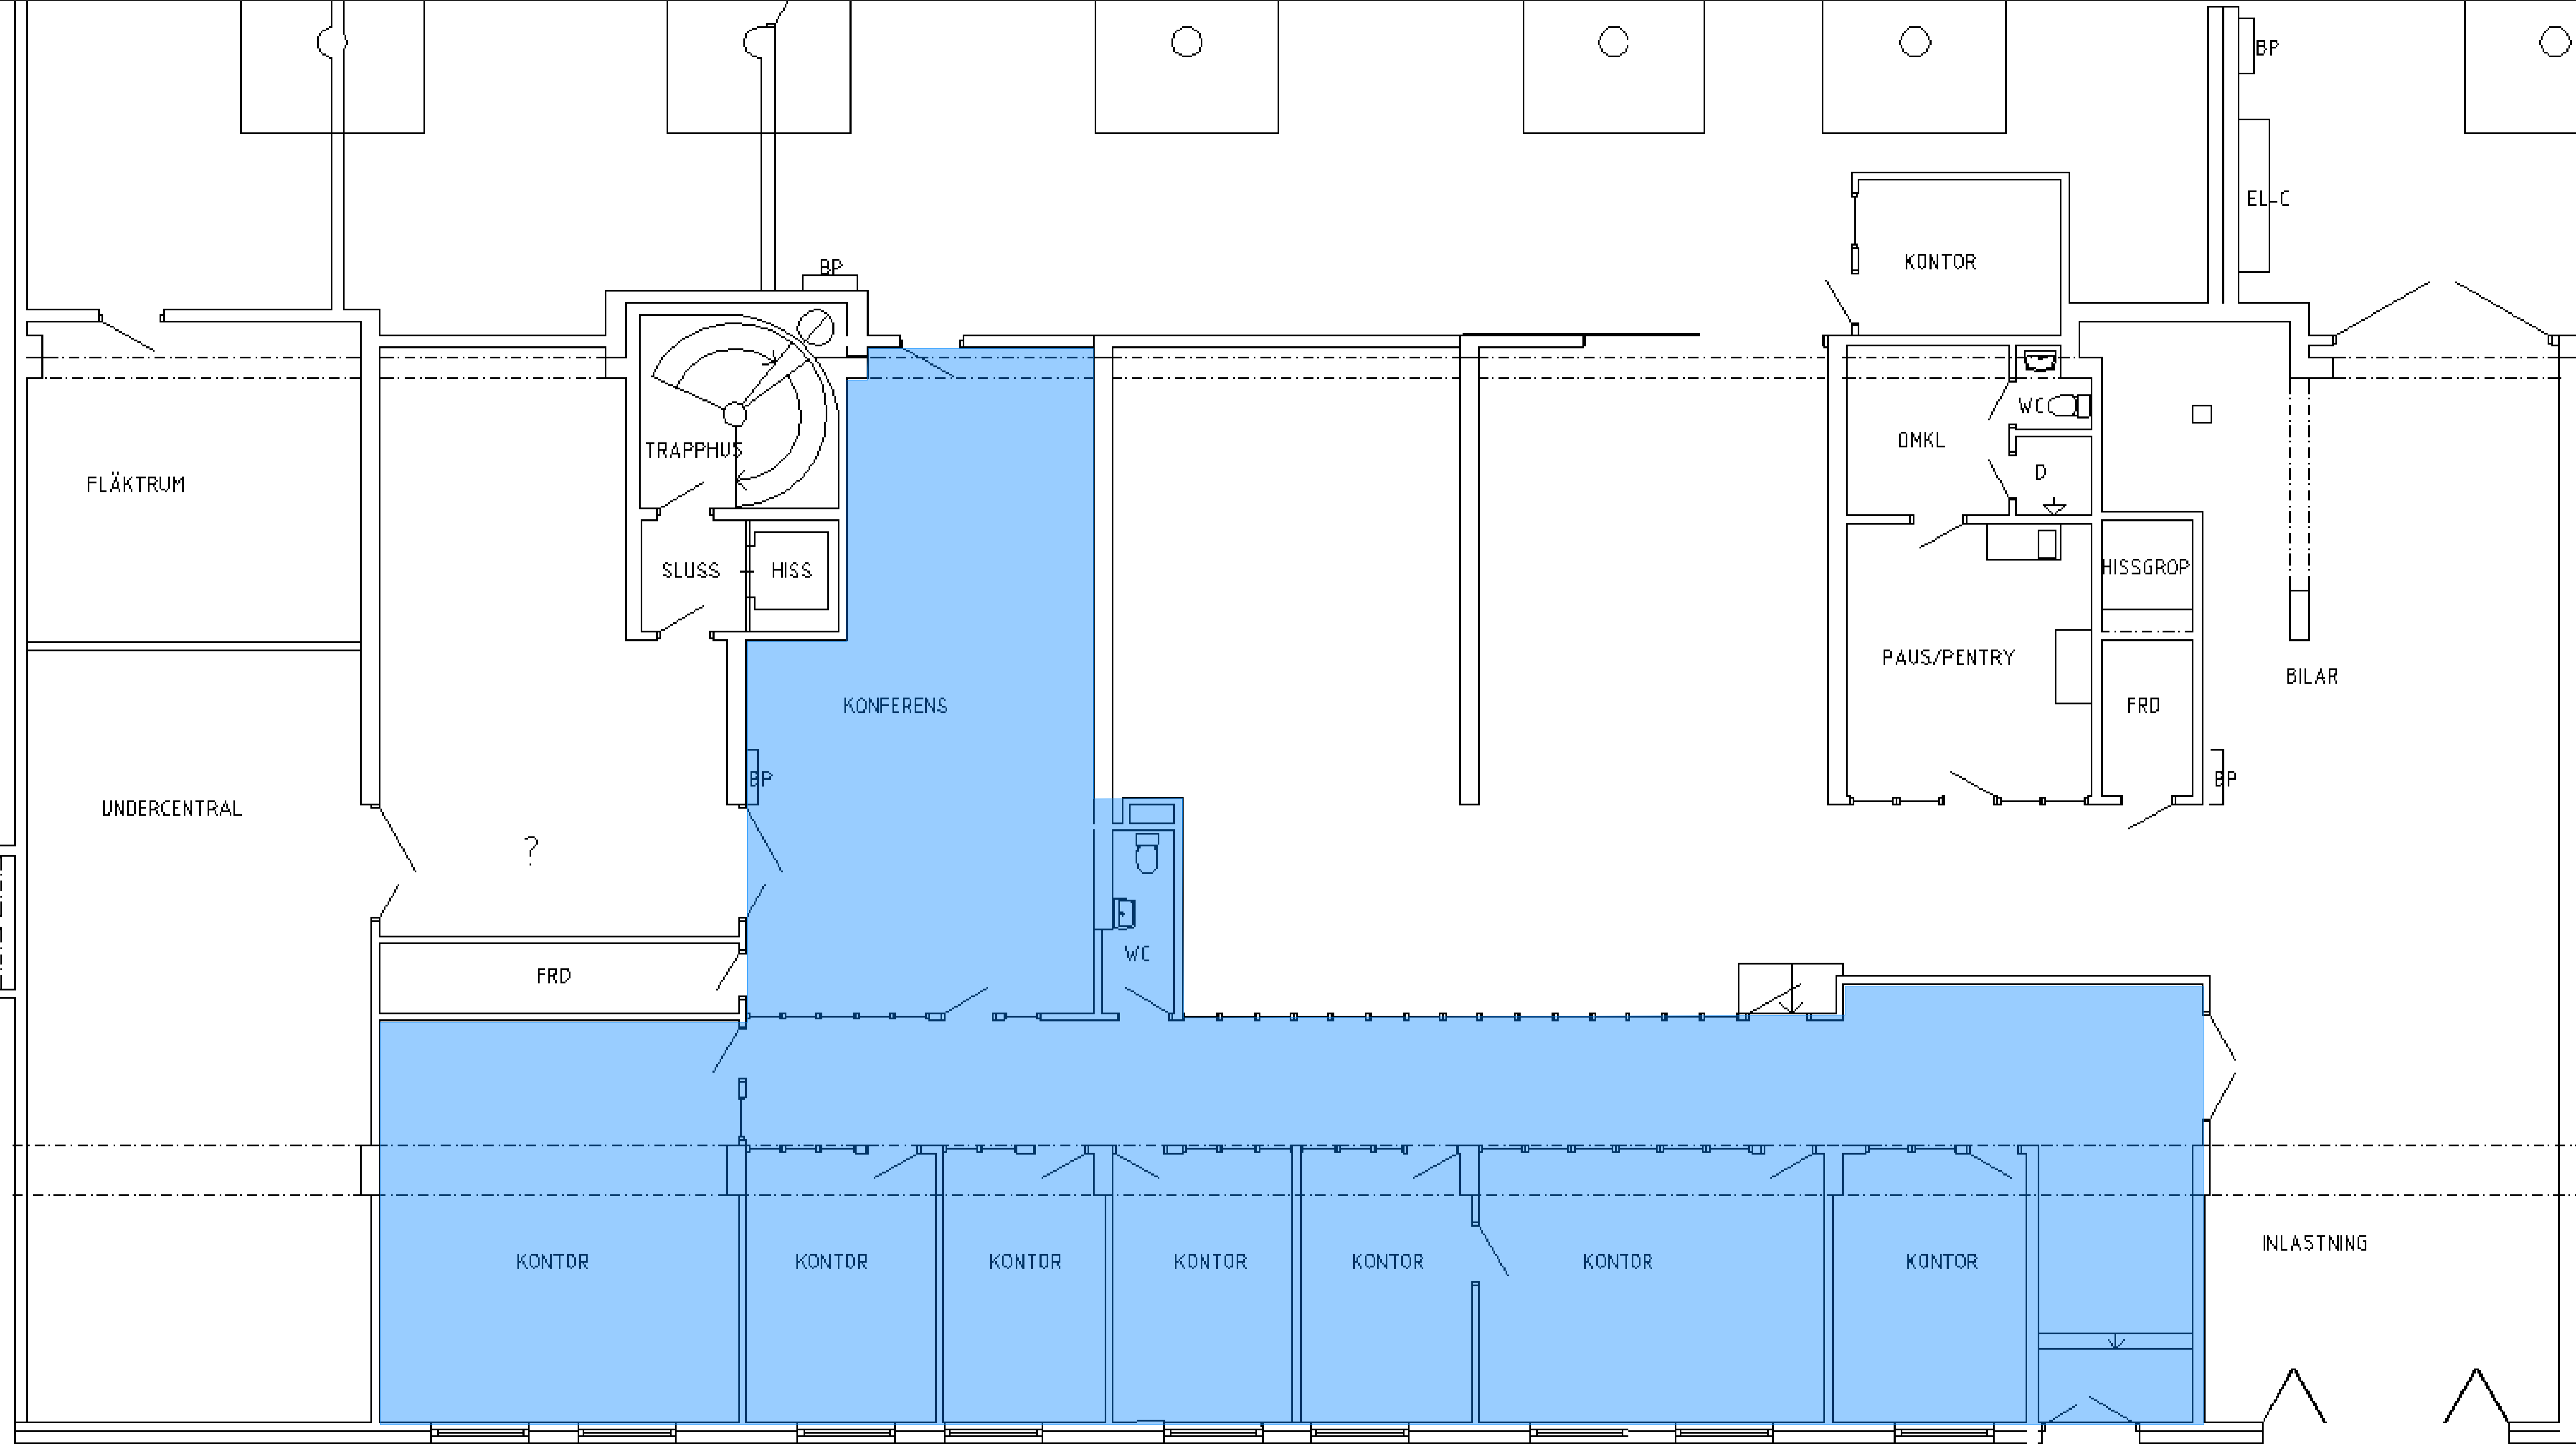 BP
EL-C
KONTOR
BP
WC
OMKL
TRAPPHUS
D
FLÄKTRUM
SLUSS
HISS
HISSGROP
PAUS/PENTRY
BILAR
KONFERENS
FRD
BP
BP
UNDERCENTRAL
?
WC
FRD
INLASTNING
KONTOR
KONTOR
KONTOR
KONTOR
KONTOR
KONTOR
KONTOR